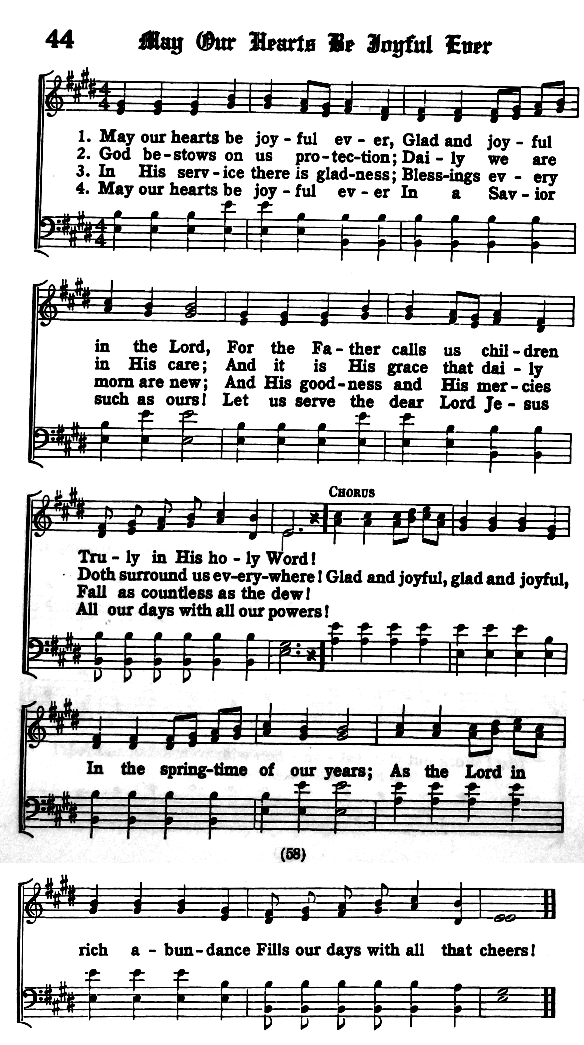 44 May Our Hearts Be Joyful Ever
1. May our hearts be joy - ful ev - er, Glad and joy - ful
2. God be-stows on us pro-tec-tion; Dai - ly we are
3. In His serv-ice there is glad-ness; Bless-ings ev - ery
4. May our hearts be joy - ful ev - er In a Sav - ior
in the Lord, For the Fa - ther calls us chil - dren
in His care; And it is His grace that dai - ly
morn are new; And His good-ness and His mer-cies
such as ours! Let us serve the dear Lord Je - sus
CHORUS
Tru - ly in His ho - ly Word!
Doth surround us ev-ery-where! Glad and joyful, glad and joyful,
Fall as countless as the dew!
All our days with all our powers!
In the spring-time of our years; As the Lord in
(58)
rich a - bun-dance Fills our days with all that cheers!